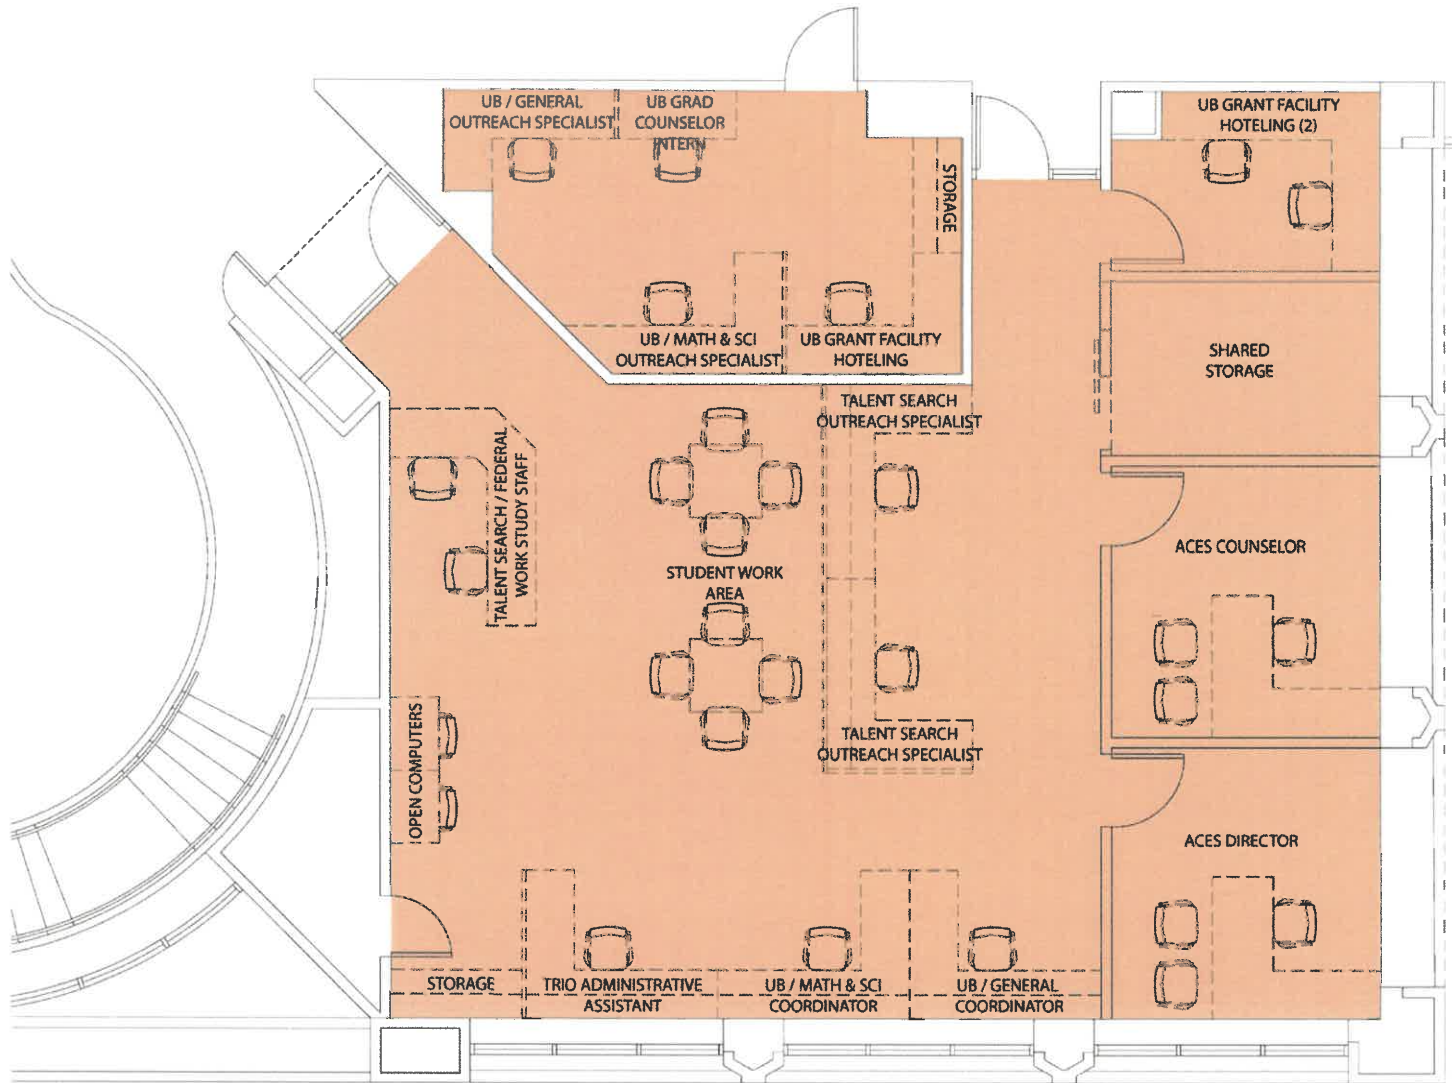 UB / GENERAL
OUTREACH SPECIALIST
UB GRAD
COUNSELOR
INTERN
STORAGE
UB GRANT FACILITY
HOTELING (2)
UB / MATH & SCI
OUTREACH SPECIALIST
UB GRANT FACILITY
HOTELING
SHARED
STORAGE
TALENT SEARCH
OUTREACH SPECIALIST
TALENT SEARCH / FEDERAL
WORK STUDY STAFF
STUDENT WORK
AREA
ACES COUNSELOR
OPEN COMPUTERS
TALENT SEARCH
OUTREACH SPECIALIST
ACES DIRECTOR
STORAGE
TRIO ADMINISTRATIVE
ASSISTANT
UB / MATH & SCI
COORDINATOR
UB / GENERAL
COORDINATOR